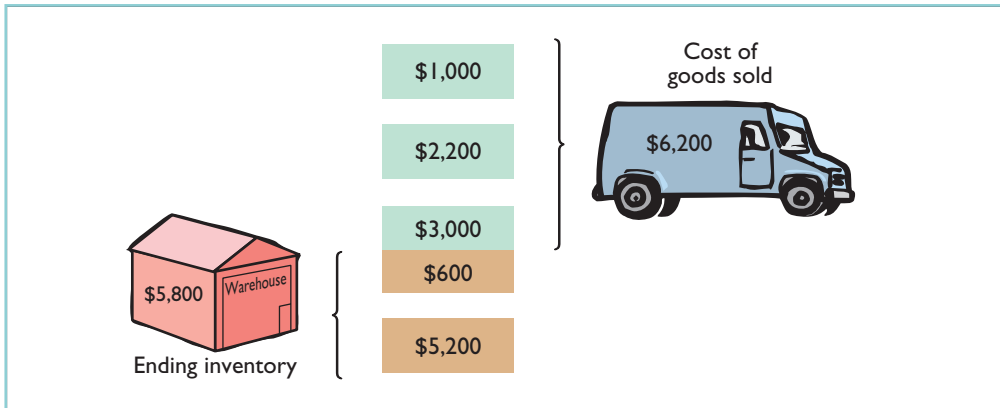 $1,000
Cost of
goods sold
$2,200
$6,200
$3,000
$600
$5,800
Warehouse
$5,200
Ending inventory